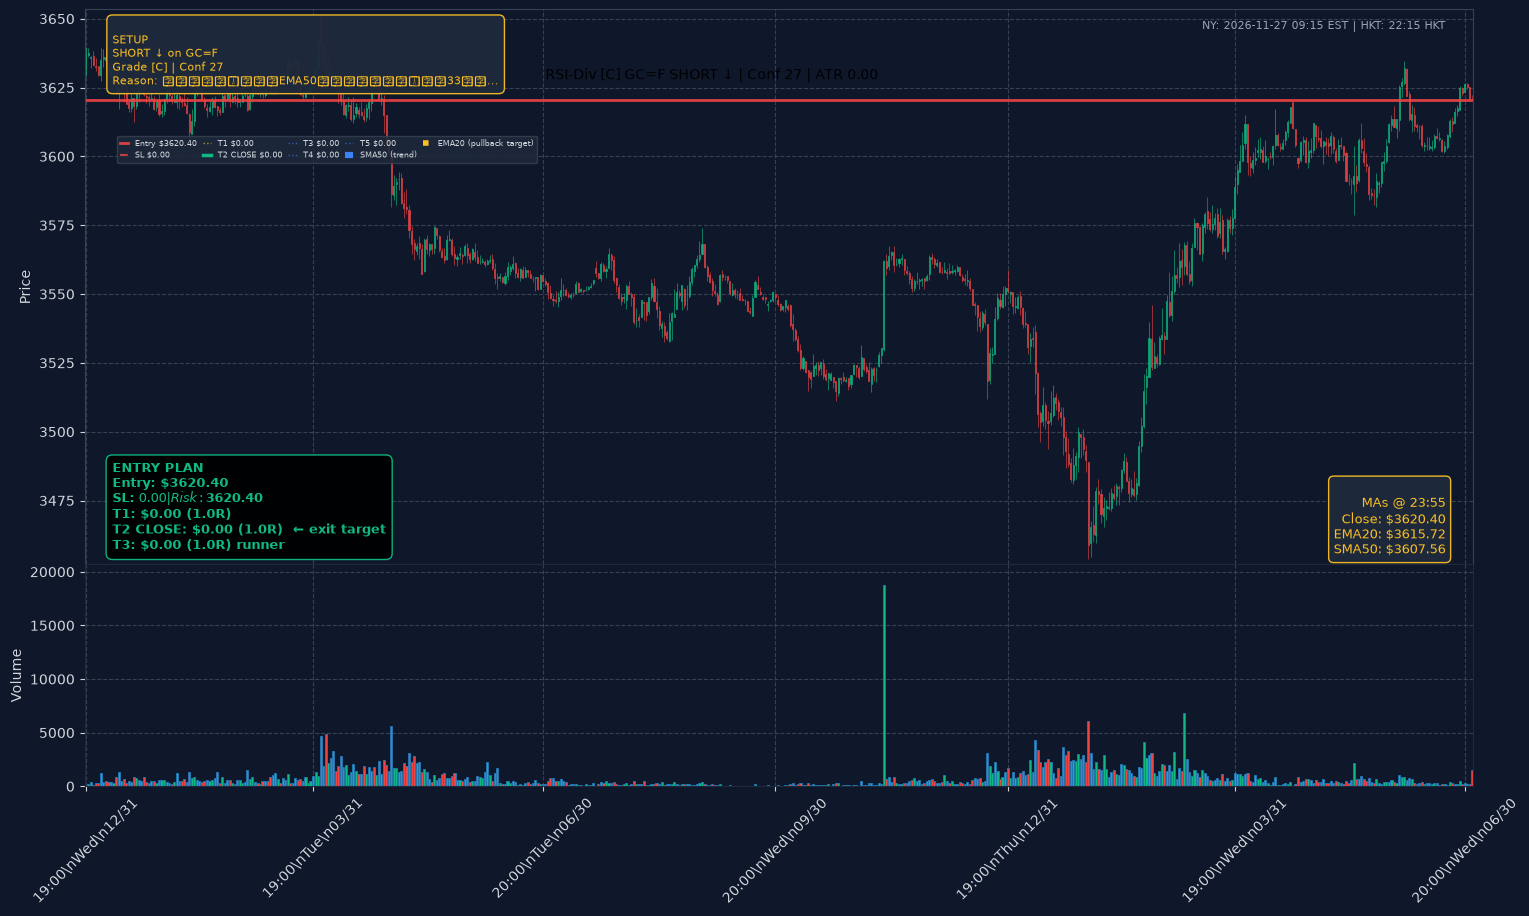 NY: 2026-11-27 09:15 EST | HKT: 22:15 HKT
SETUP
SHORT ↓ on GC=F
Grade [C] | Conf 27
Reason: EMA50 33 ...
RSI-Div [C] GC=F SHORT ↓ | Conf 27 | ATR 0.00
Entry $3620.40
T1 $0.00
T3 $0.00
T5 $0.00
EMA20 (pullback target)
SL $0.00
T2 CLOSE $0.00
T4 $0.00
SMA50 (trend)
Price
3650
3625
3600
3575
3550
3525
3500
3475
ENTRY PLAN
Entry: $3620.40
SL: 0.00|Risk:3620.40
T1: $0.00 (1.0R)
T2 CLOSE: $0.00 (1.0R) ← exit target
T3: $0.00 (1.0R) runner
MAs @ 23:55
Close: $3620.40
EMA20: $3615.72
SMA50: $3607.56
Volume
20000
15000
10000
5000
0
19:00\nWed\n12/31
19:00\nTue\n03/31
20:00\nTue\n06/30
20:00\nWed\n09/30
19:00\nThu\n12/31
19:00\nWed\n03/31
20:00\nWed\n06/30